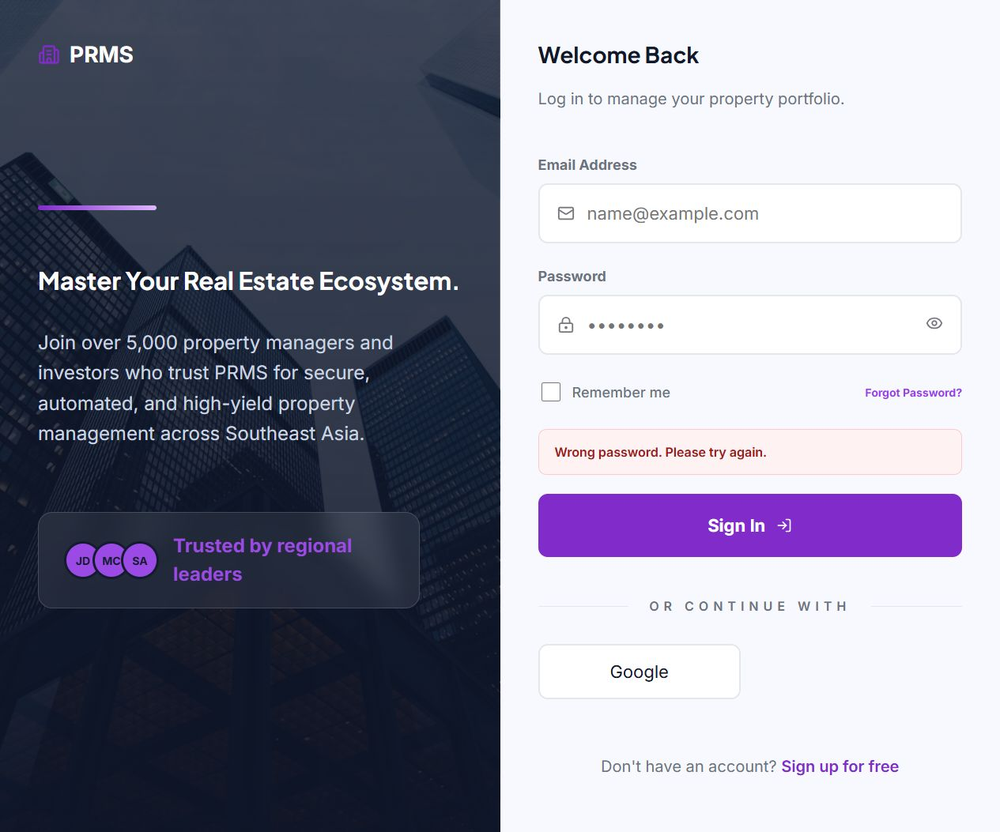 PRMS
Master Your Real Estate Ecosystem.
Join over 5,000 property managers and
investors who trust PRMS for secure,
automated, and high-yield property
management across Southeast Asia.
JD MC SA
Trusted by regional
leaders
Welcome Back
Log in to manage your property portfolio.
Email Address
name@example.com
Password
••••••••
Remember me
Forgot Password?
Wrong password. Please try again.
Sign In
OR CONTINUE WITH
Google
Don't have an account? Sign up for free